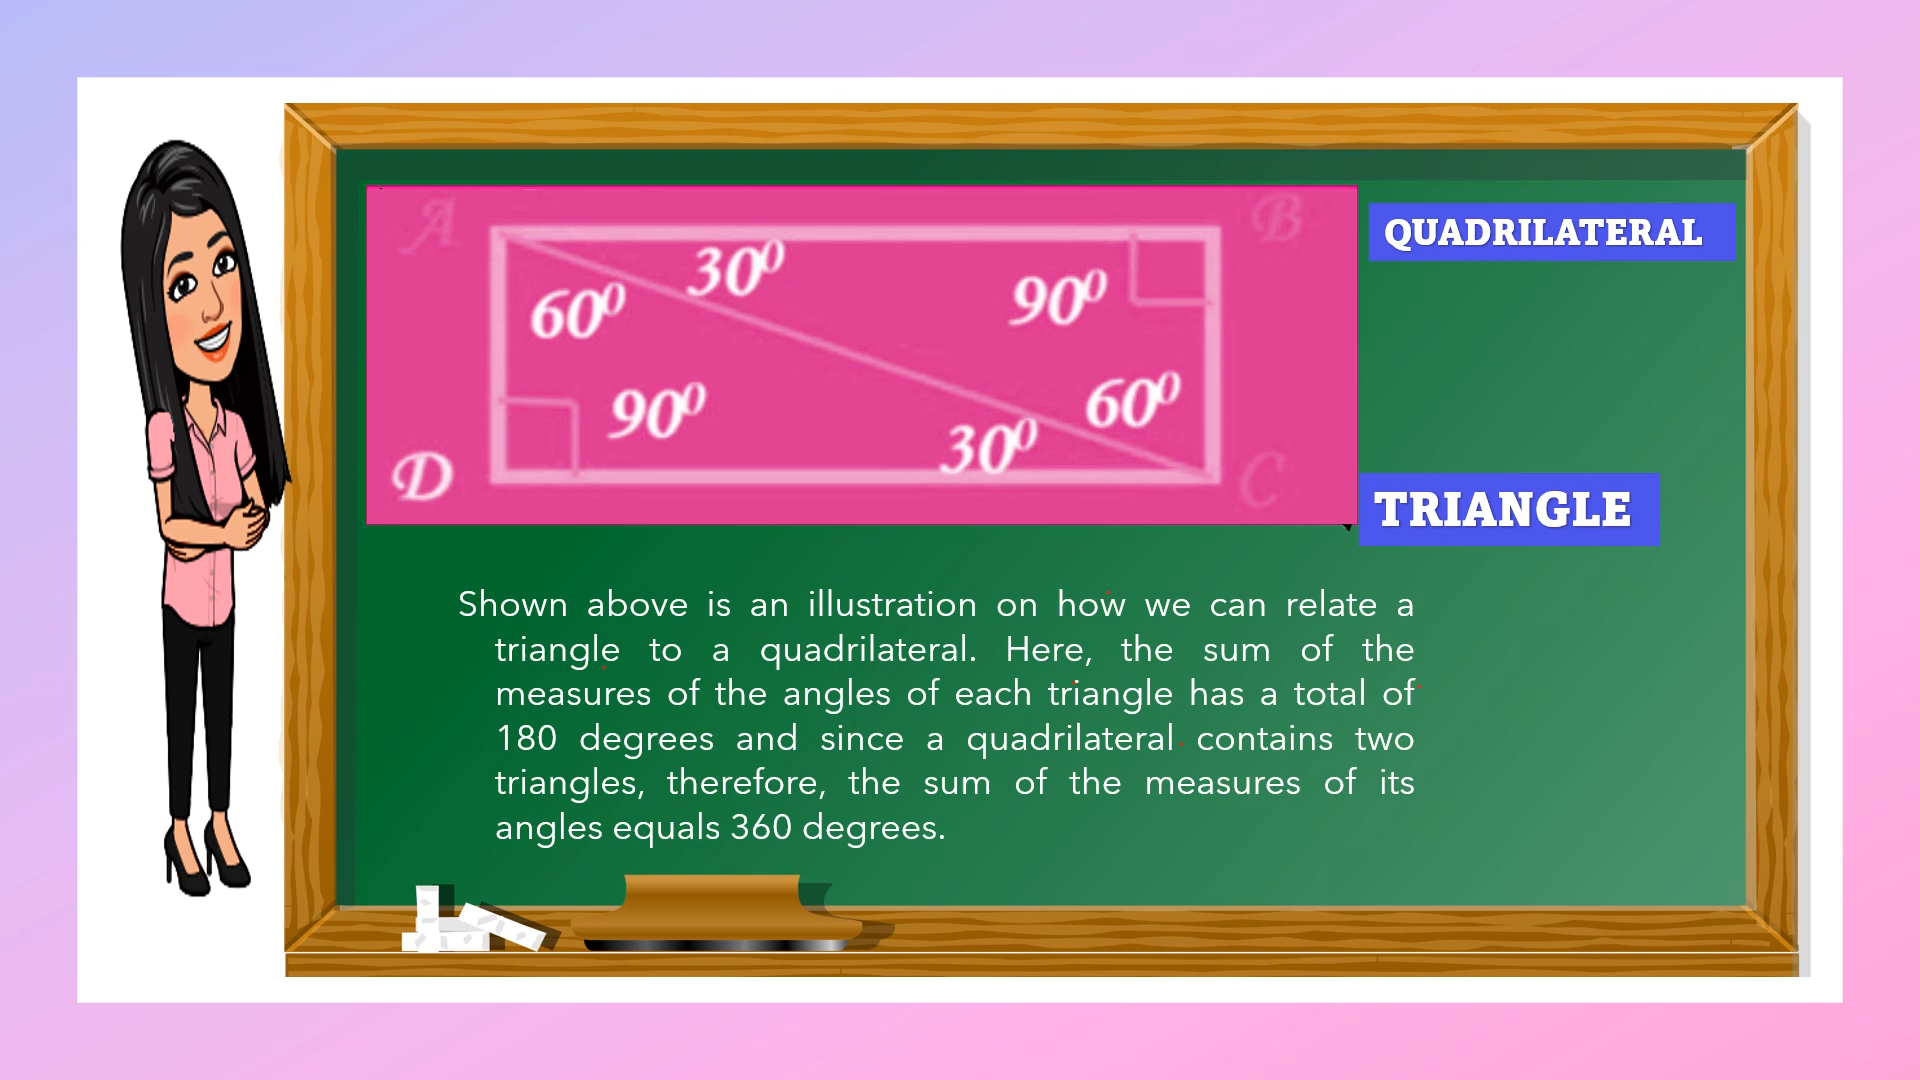 A
B
QUADRILATERAL
30⁰
60⁰
90⁰
60⁰
90⁰
30⁰
D
C
TRIANGLE
Shown above is an illustration on how we can relate a
triangle to a quadrilateral. Here, the sum of the
measures of the angles of each triangle has a total of
180 degrees and since a quadrilateral contains two
triangles, therefore, the sum of the measures of its
angles equals 360 degrees.